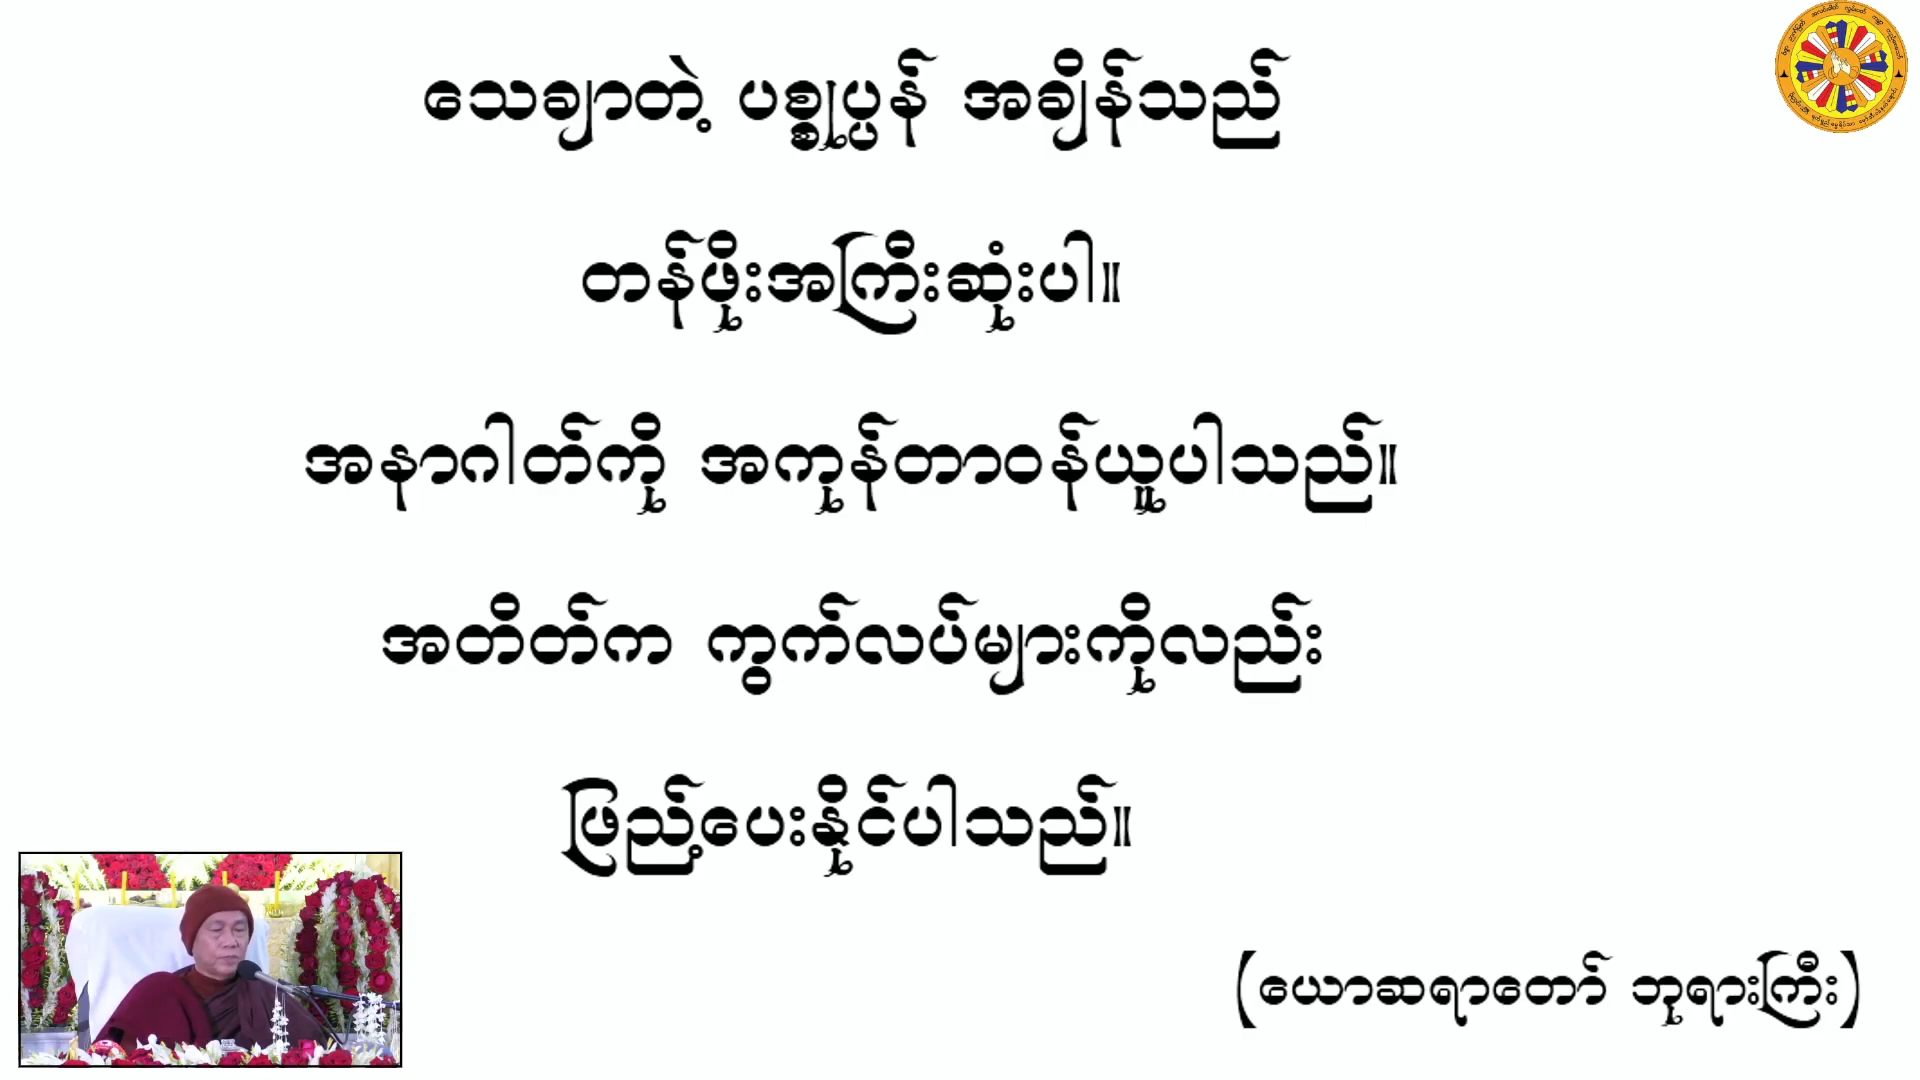 သေချာတဲ့ ပစ္စုပ္ပန် အချိန်သည်
တန်ဖိုးအကြီးဆုံးပါ။
အနာဂါတ်ကို အကုန်တာဝန်ယူပါသည်။
အတိတ်က ကွက်လပ်များကိုလည်း
ဖြည့်ပေးနိုင်ပါသည်။
(ယောဆရာတော် ဘုရားကြီး)